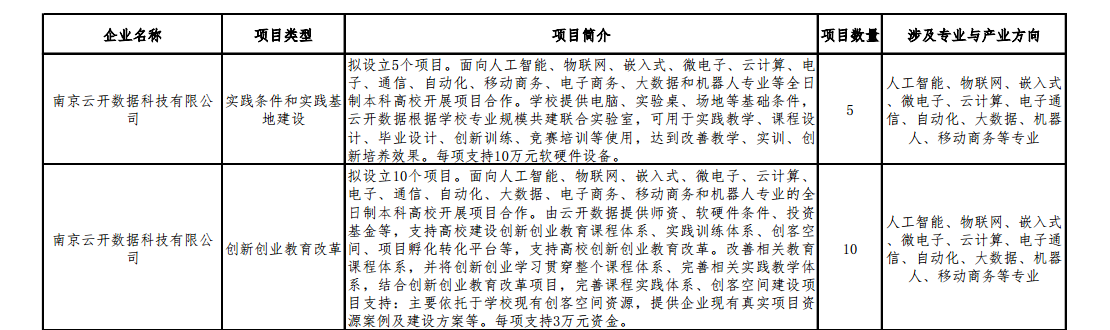 企业名称 项目类型 项目简介 项目数量 涉及专业与产业方向
南京云开数据科技有限公
司
实践条件和实践基
地建设
拟设立5个项目。面向人工智能、物联网、嵌入式、微电子、云计算、电
子、通信、自动化、移动商务、电子商务、大数据和机器人专业等全日
制本科高校开展项目合作。学校提供电脑、实验桌、场地等基础条件，
云开数据根据学校专业规模共建联合实验室，可用于实践教学、课程设
计、毕业设计、创新训练、竞赛培训等使用，达到改善教学、实训、创
新培养效果。每项支持10万元软硬件设备。
5
人工智能、物联网、嵌入式
、微电子、云计算、电子通
信、自动化、大数据、机器
人、移动商务等专业
南京云开数据科技有限公
司
创新创业教育改革
拟设立10个项目。面向人工智能、物联网、嵌入式、微电子、云计算、
电子、通信、自动化、大数据、电子商务、移动商务和机器人专业的全
日制本科高校开展项目合作。由云开数据提供师资、软硬件条件、投资
基金等，支持高校建设创新创业教育课程体系、实践训练体系、创客空
间、项目孵化转化平台等，支持高校创新创业教育改革。改善相关教育
课程体系，并将创新创业学习贯穿整个课程体系、完善相关实践教学体
系，结合创新创业教育改革项目，完善课程实践体系、创客空间建设项目
项目支持：主要依托于学校现有创客空间资源，提供企业现有真实项目资
源案例及建设方案等。每项支持3万元资金。
10
人工智能、物联网、嵌入式
、微电子、云计算、电子通
信、自动化、大数据、机器
人、移动商务等专业